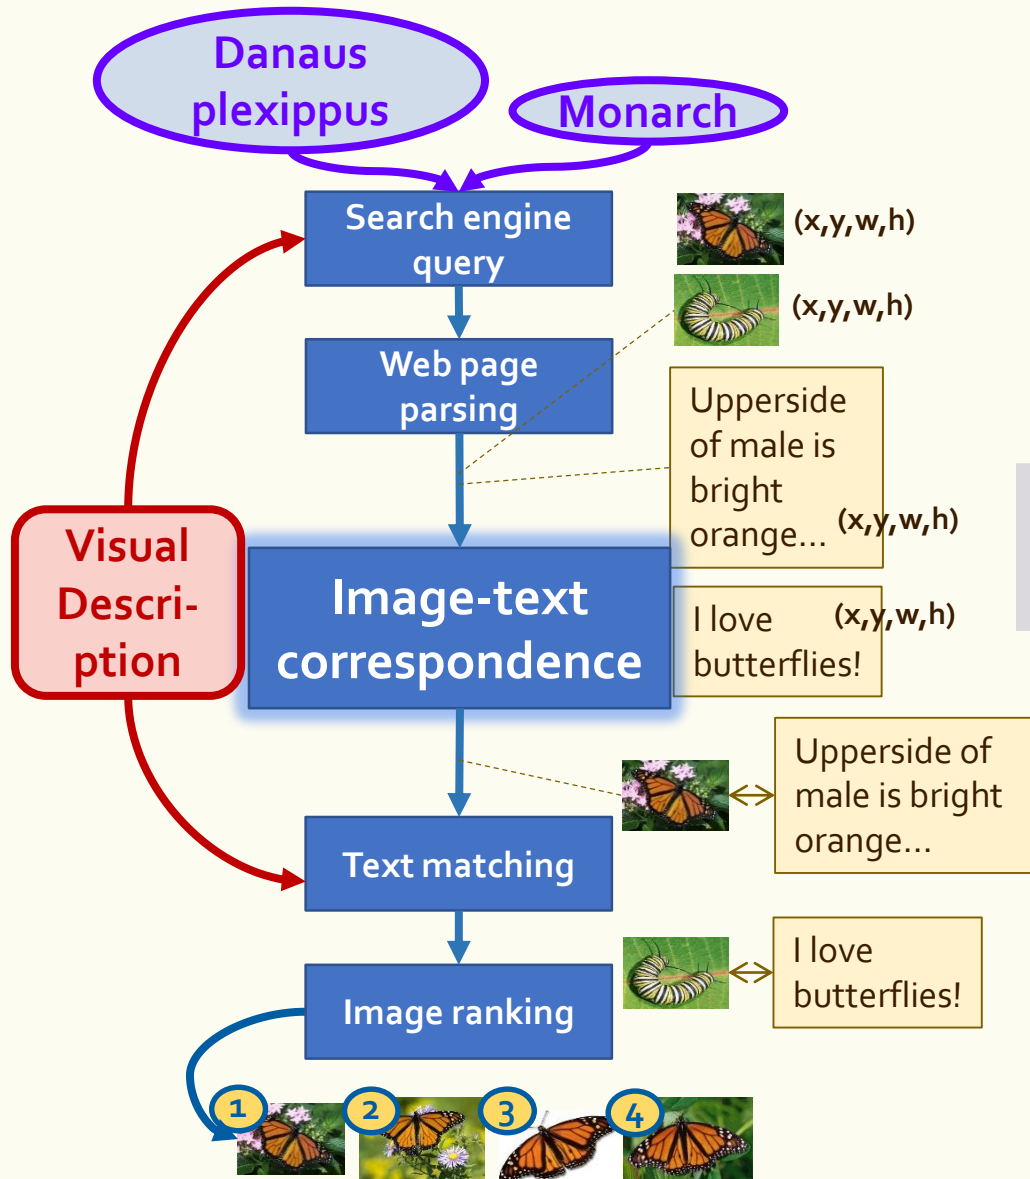 Danaus
plexippus
Monarch
Search engine
query
(x,y,w,h)
(x,y,w,h)
Web page
parsing
Upperside
of male is
bright
orange...
(x,y,w,h)
Visual
Descri-
ption
Image-text
correspondence
I love
butterflies!
(x,y,w,h)
Upperside of
male is bright
orange...
Text matching
I love
butterflies!
Image ranking
1
2
3
4